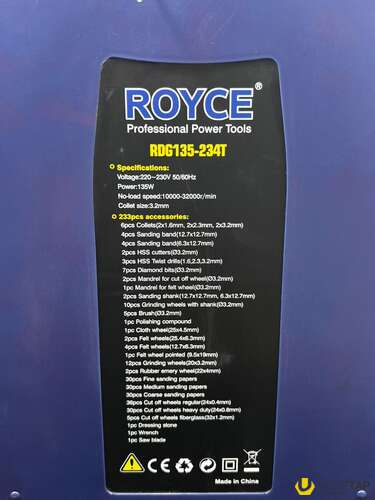 ROYCE®
Professional Power Tools
RDG135-234T
Specifications:
Voltage:220~230V 50/60Hz
Power:135W
No-load speed:10000-32000r/min
Collet size:3.2mm
233pcs accessories:
6pcs Collets(2x1.6mm, 2x2.3mm, 2x3.2mm)
4pcs Sanding band(12.7x12.7mm)
4pcs Sanding band(6.3x12.7mm)
2pcs HSS cutters(Ø3.2mm)
3pcs HSS Twist drills(1.6,2.3,3.2mm)
7pcs Diamond bits(Ø3.2mm)
2pcs Mandrel for cut off wheel(Ø3.2mm)
1pc Mandrel for felt wheel(Ø3.2mm)
2pcs Sanding shank(12.7x12.7mm, 6.3x12.7mm)
10pcs Grinding wheels with shank(Ø3.2mm)
5pcs Brush(Ø3.2mm)
1pc Polishing compound
1pc Cloth wheel(25x4.5mm)
2pcs Felt wheels(25.4x6.3mm)
4pcs Felt wheels(12.7x6.3mm)
1pc Felt wheel pointed (9.5x19mm)
12pcs Grinding wheels(20x3.2mm)
2pcs Rubber emery wheel(22x4mm)
30pcs Fine sanding papers
30pcs Medium sanding papers
30pcs Coarse sanding papers
36pcs Cut off wheels regular(24x0.4mm)
30pcs Cut off wheels heavy duty(24x0.8mm)
5pcs Cut off wheels fiberglass(32x1.2mm)
1pc Dressing stone
1pc Wrench
1pc Saw blade
CE
Made in China